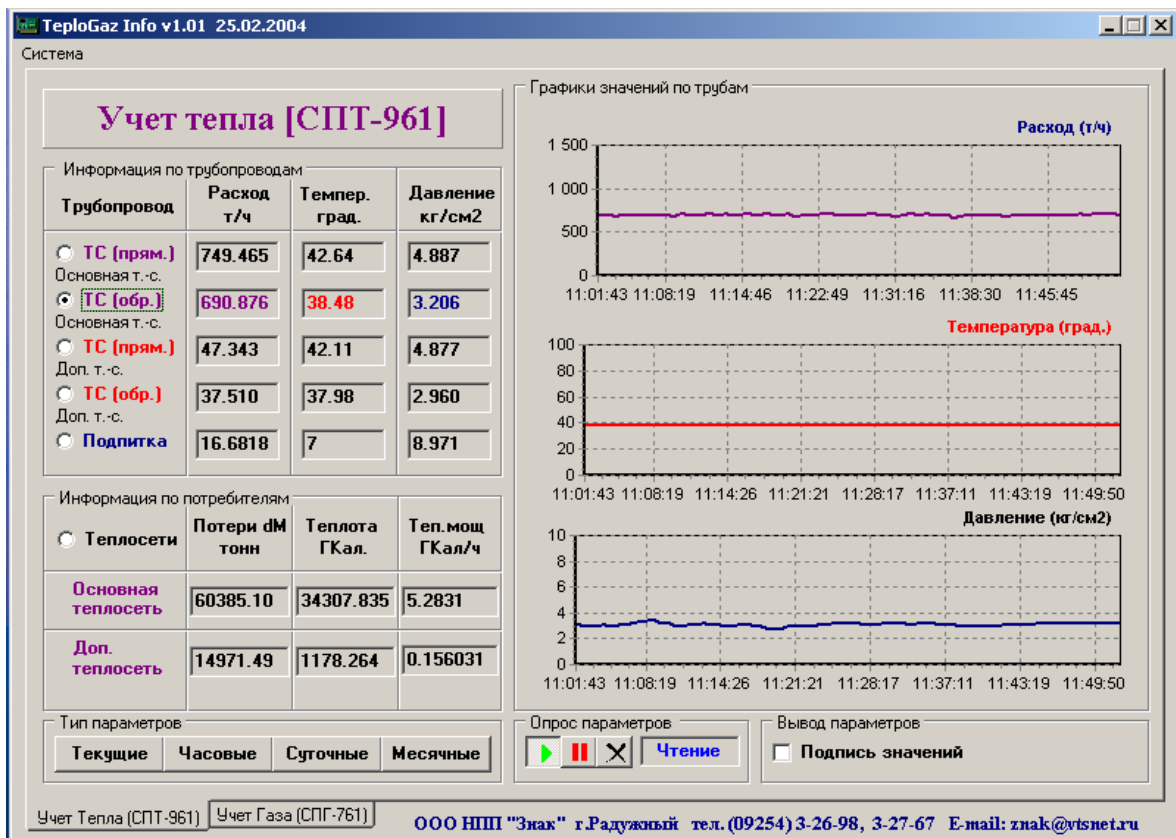 TeploGaz Info v1.01 25.02.2004
Система
Учет тепла [СПТ-961]
Информация по трубопроводам
Трубопровод Расход т/ч Темпер. град. Давление кг/см2
ТС (прям.) 749.465 42.64 4.887
Основная т.-с.
ТС (обр.) 690.876 38.48 3.206
Основная т.-с.
ТС (прям.) 47.343 42.11 4.877
Доп. т.-с.
ТС (обр.) 37.510 37.98 2.960
Доп. т.-с.
Подпитка 16.6818 7 8.971
Информация по потребителям
Теплосети Потери dM тонн Теплота ГКал. Теп.мощ ГКал/ч
Основная теплосеть 60385.10 34307.835 5.2831
Доп. теплосеть 14971.49 1178.264 0.156031
Тип параметров
Текущие Часовые Суточные Месячные
Графики значений по трубам
Расход (т/ч)
1 500
1 000
500
0
11:01:43 11:08:19 11:14:46 11:22:49 11:31:16 11:38:30 11:45:45
Температура (град.)
100
80
60
40
20
0
11:01:43 11:08:19 11:14:26 11:21:21 11:28:17 11:37:11 11:43:19 11:49:50
Давление (кг/см2)
10
8
6
4
2
0
11:01:43 11:08:19 11:14:26 11:21:21 11:28:17 11:37:11 11:43:19 11:49:50
Опрос параметров
Чтение
Вывод параметров
Подпись значений
Учет Тепла (СПТ-961) Учет Газа (СПГ-761)
ООО НПП "Знак" г.Радужный тел. (09254) 3-26-98, 3-27-67 E-mail: znak@vtsnet.ru